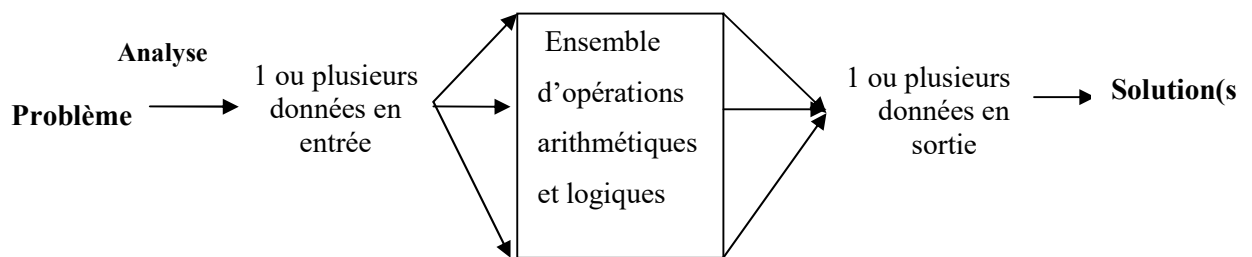 Problème
Analyse
1 ou plusieurs
données en
entrée
Ensemble
d'opérations
arithmétiques
et logiques
1 ou plusieurs
données en
sortie
Solution(s